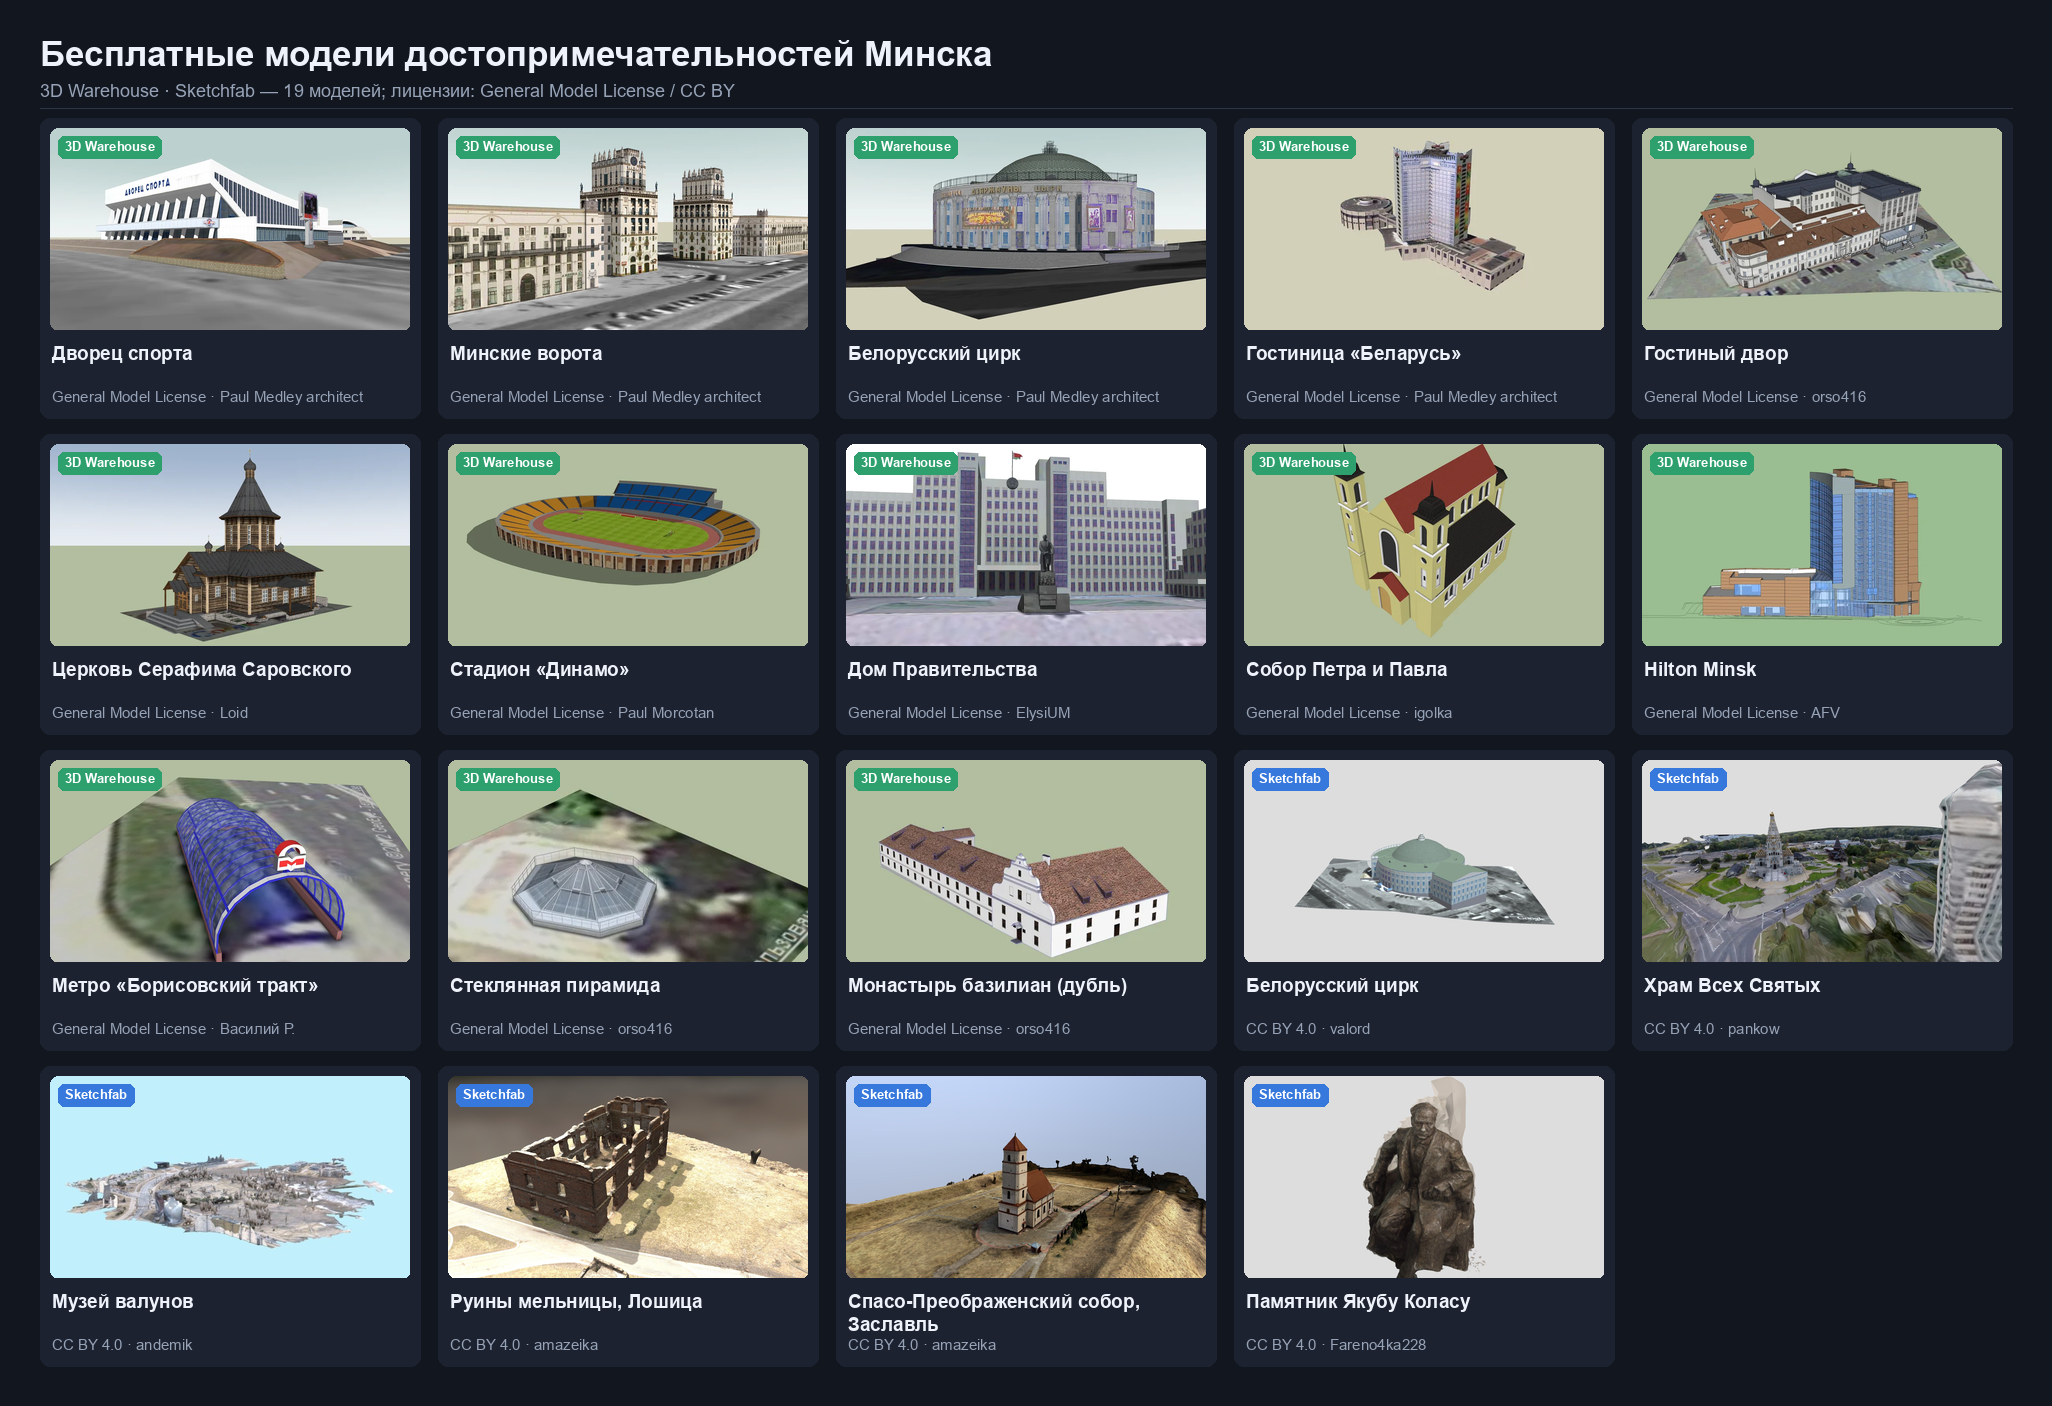 Бесплатные модели достопримечательностей Минска
3D Warehouse · Sketchfab — 19 моделей; лицензии: General Model License / CC BY
3D Warehouse
ДВОРЕЦ СПОРТА
Дворец спорта
General Model License · Paul Medley architect
3D Warehouse
Минские ворота
General Model License · Paul Medley architect
3D Warehouse
Белорусский цирк
General Model License · Paul Medley architect
3D Warehouse
Гостиница «Беларусь»
General Model License · Paul Medley architect
3D Warehouse
Гостиный двор
General Model License · orso416
3D Warehouse
Церковь Серафима Саровского
General Model License · Loid
3D Warehouse
Стадион «Динамо»
General Model License · Paul Morcotan
3D Warehouse
Дом Правительства
General Model License · ElysiUM
3D Warehouse
Собор Петра и Павла
General Model License · igolka
3D Warehouse
Hilton Minsk
General Model License · AFV
3D Warehouse
Метро «Борисовский тракт»
General Model License · Василий Р.
3D Warehouse
Стеклянная пирамида
General Model License · orso416
3D Warehouse
Монастырь базилиан (дубль)
General Model License · orso416
Sketchfab
Белорусский цирк
CC BY 4.0 · valord
Sketchfab
Храм Всех Святых
CC BY 4.0 · pankow
Sketchfab
Музей валунов
CC BY 4.0 · andemik
Sketchfab
Руины мельницы, Лошица
CC BY 4.0 · amazeika
Sketchfab
Спасо-Преображенский собор,
Заславль
CC BY 4.0 · amazeika
Sketchfab
Памятник Якубу Коласу
CC BY 4.0 · Fareno4ka228